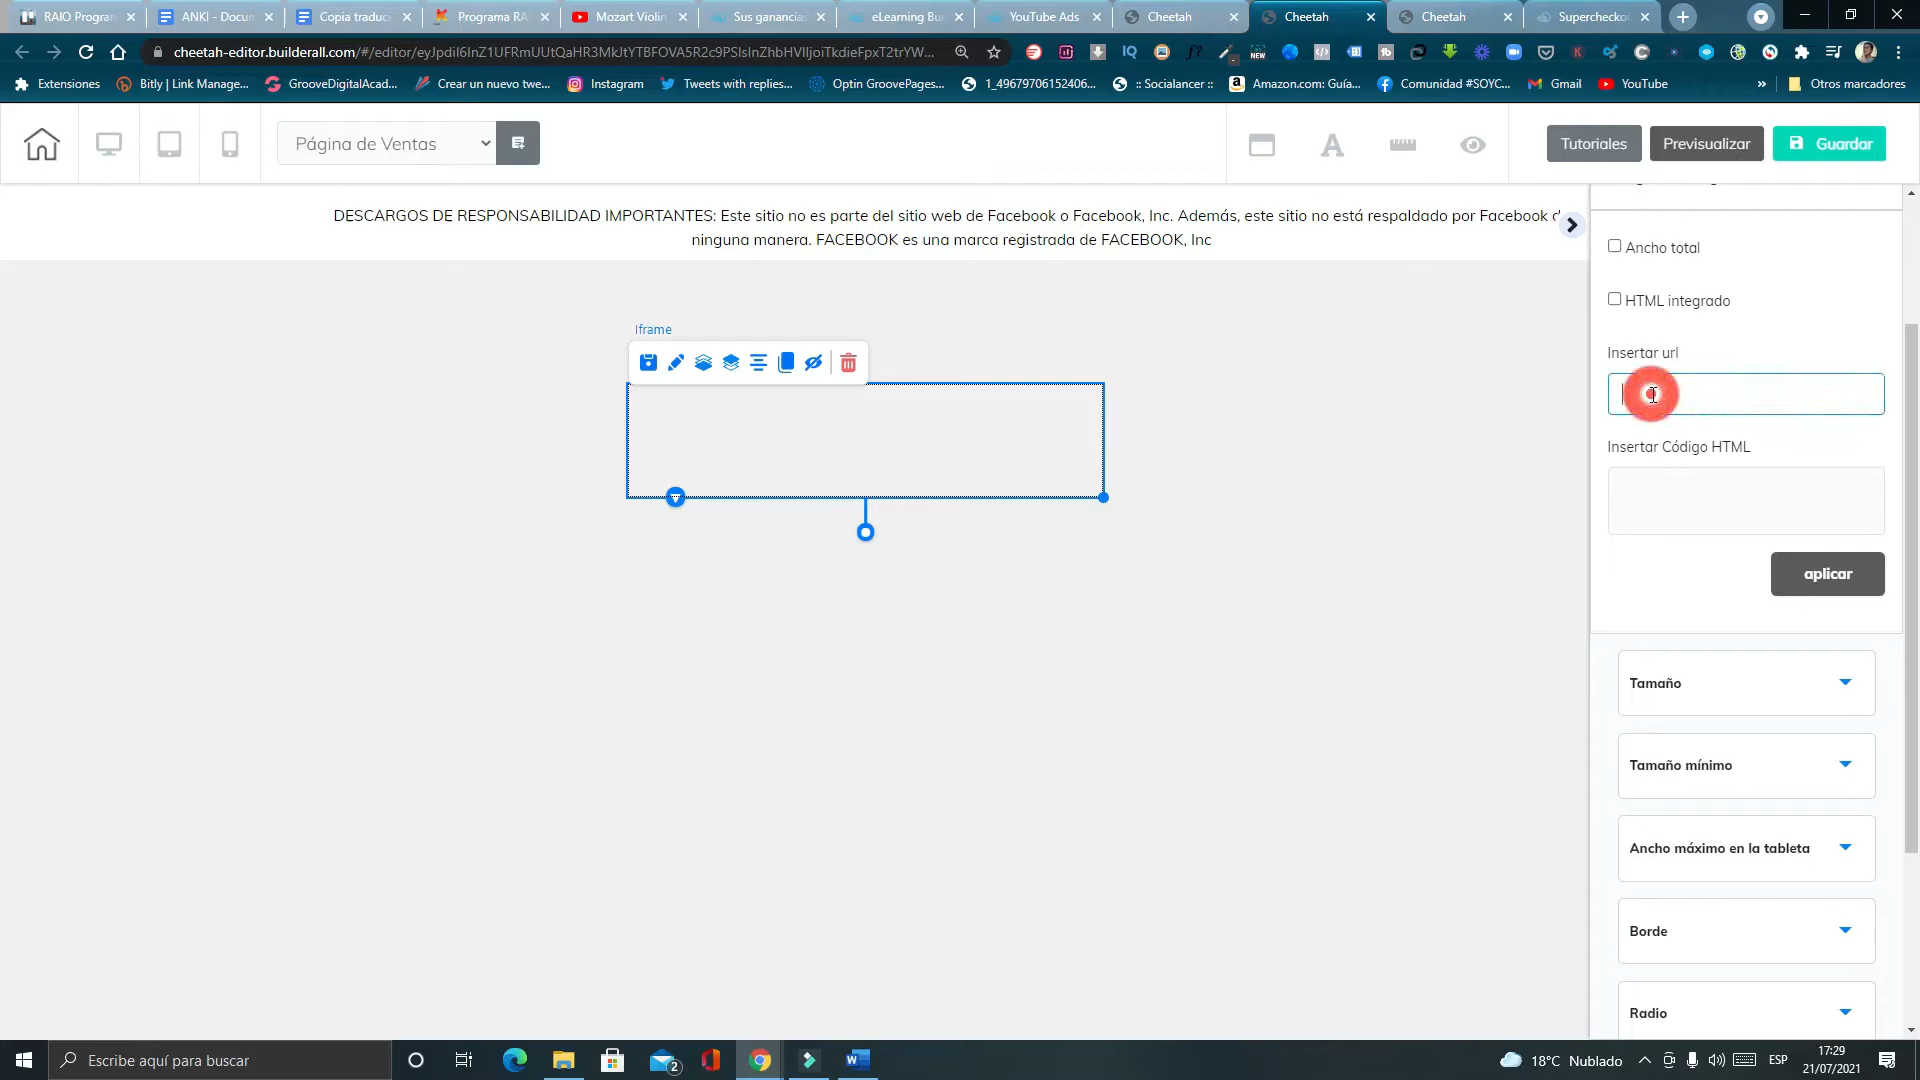 RAIO Progran
ANKI - Docum
Copia traduc
Programa RA
Mozart Violin
Sus ganancias
eLearning Bu
YouTube Ads
Cheetah
Cheetah
Cheetah
Supercheckou
cheetah-editor.builderall.com/#/editor/eyJpdiI6InZ1UFRmUUtQaHR3MkJtYTBFOVA5R2c9PSIsInZhbHVlIjoiTkdieFpxT2trYW...
Extensiones
Bitly | Link Manage...
GrooveDigitalAcad...
Crear un nuevo twe...
Instagram
Tweets with replies...
Optin GroovePages...
1_49679706152406...
:: Socialancer ::
Amazon.com: Guía...
Comunidad #SOYC...
Gmail
YouTube
»
Otros marcadores
Página de Ventas
Tutoriales
Previsualizar
Guardar
DESCARGOS DE RESPONSABILIDAD IMPORTANTES: Este sitio no es parte del sitio web de Facebook o Facebook, Inc. Además, este sitio no está respaldado por Facebook d
ninguna manera. FACEBOOK es una marca registrada de FACEBOOK, Inc
Iframe
Ancho total
HTML integrado
Insertar url
Insertar Código HTML
aplicar
Tamaño
Tamaño mínimo
Ancho máximo en la tableta
Borde
Radio
Escribe aquí para buscar
2
18°C Nublado
ESP
17:29
21/07/2021